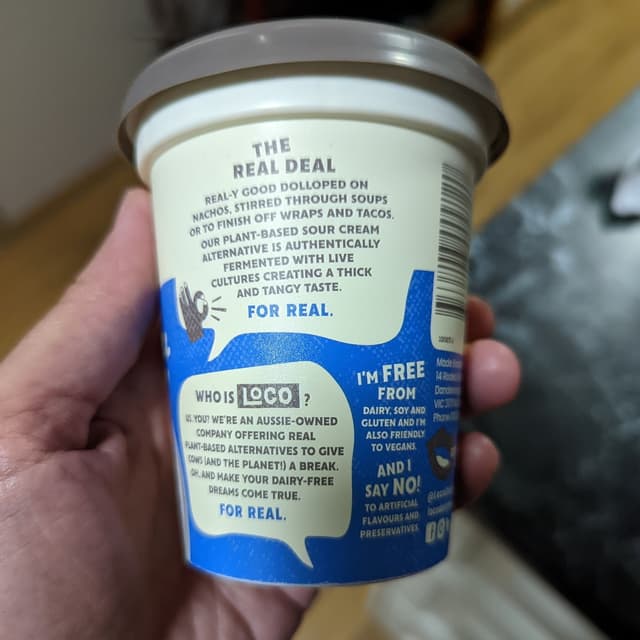 THE
REAL DEAL
REAL-Y GOOD DOLLOPED ON
NACHOS, STIRRED THROUGH SOUPS
OR TO FINISH OFF WRAPS AND TACOS.
OUR PLANT-BASED SOUR CREAM
ALTERNATIVE IS AUTHENTICALLY
FERMENTED WITH LIVE
CULTURES CREATING A THICK
AND TANGY TASTE.
FOR REAL.
WHO IS LOCO ?
US. YOU? WE'RE AN AUSSIE-OWNED
COMPANY OFFERING REAL
PLANT-BASED ALTERNATIVES TO GIVE
COWS (AND THE PLANET!) A BREAK.
OH, AND MAKE YOUR DAIRY-FREE
DREAMS COME TRUE.
FOR REAL.
I'M FREE
FROM
DAIRY, SOY AND
GLUTEN AND I'M
ALSO FRIENDLY
TO VEGANS.
AND I
SAY NO!
TO ARTIFICIAL
FLAVOURS AND
PRESERVATIVES.
Made
14
VIC
Phone